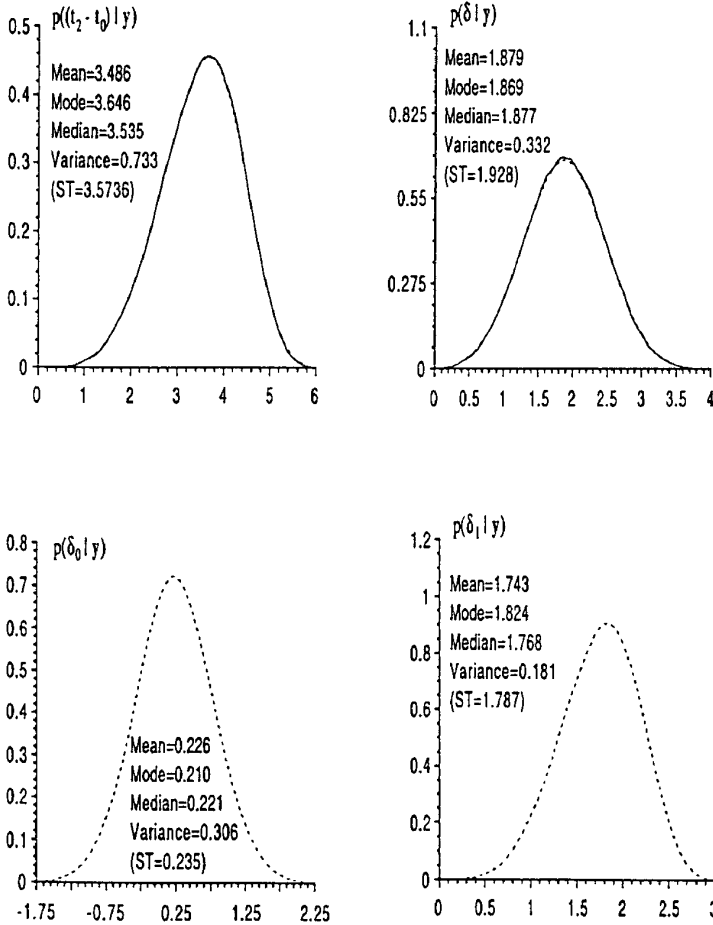 p((t₂ - t₀) | y)
0.5
Mean=3.486
Mode=3.646
Median=3.535
Variance=0.733
(ST=3.5736)
0.4
0.3
0.2
0.1
0
0 1 2 3 4 5 6
p(δ | y)
1.1
Mean=1.879
Mode=1.869
Median=1.877
Variance=0.332
(ST=1.928)
0.825
0.55
0.275
0
0 0.5 1 1.5 2 2.5 3 3.5 4
p(δ₀ | y)
0.8
0.7
0.6
0.5
0.4
0.3
0.2
0.1
0
Mean=0.226
Mode=0.210
Median=0.221
Variance=0.306
(ST=0.235)
-1.75 -0.75 0.25 1.25 2.25
p(δ₁ | y)
1.2
Mean=1.743
Mode=1.824
Median=1.768
Variance=0.181
(ST=1.787)
1
0.8
0.6
0.4
0.2
0
0 0.5 1 1.5 2 2.5 3